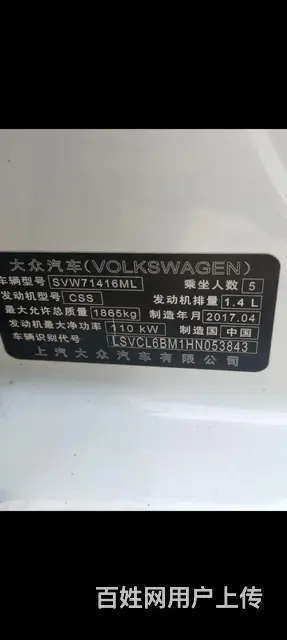 大众汽车(VOLKSWAGEN)
车辆型号 SVW71416ML 乘坐人数 5
发动机型号 CSS 发动机排量 1.4 L
最大允许总质量 1865kg 制造年月 2017.04
发动机最大净功率 110 kW 制造国 中国
车辆识别代号 LSVCL6BM1HN053843
上汽大众汽车有限公司
百姓网用户上传